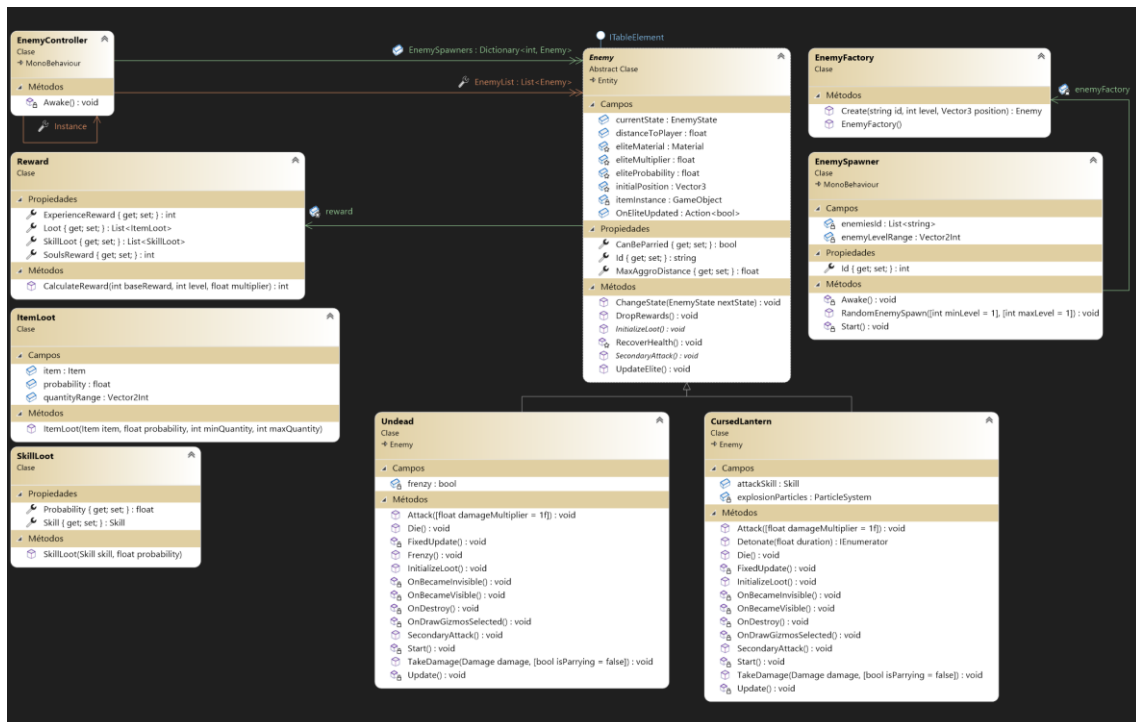 EnemyController
Clase
MonoBehaviour
Métodos
Awake() : void
Instance
EnemySpawners : Dictionary<int, Enemy>
EnemyList : List<Enemy>
ITableElement
Enemy
Abstract Clase
Entity
Campos
currentState : EnemyState
distanceToPlayer : float
eliteMaterial : Material
eliteMultiplier : float
eliteProbability : float
initialPosition : Vector3
itemInstance : GameObject
OnEliteUpdated : Action<bool>
Propiedades
CanBeParried { get; set; } : bool
Id { get; set; } : string
MaxAggroDistance { get; set; } : float
Métodos
ChangeState(EnemyState nextState) : void
DropRewards() : void
InitializeLoot() : void
RecoverHealth() : void
SecondaryAttack() : void
UpdateElite() : void
EnemyFactory
Clase
Métodos
Create(string id, int level, Vector3 position) : Enemy
EnemyFactory()
enemyFactory
EnemySpawner
Clase
MonoBehaviour
Campos
enemiesId : List<string>
enemyLevelRange : Vector2Int
Propiedades
Id { get; set; } : int
Métodos
Awake() : void
RandomEnemySpawn([int minLevel = 1], [int maxLevel = 1]) : void
Start() : void
Reward
Clase
Propiedades
ExperienceReward { get; set; } : int
Loot { get; set; } : List<ItemLoot>
SkillLoot { get; set; } : List<SkillLoot>
SoulsReward { get; set; } : int
Métodos
CalculateReward(int baseReward, int level, float multiplier) : int
reward
ItemLoot
Clase
Campos
item : Item
probability : float
quantityRange : Vector2Int
Métodos
ItemLoot(Item item, float probability, int minQuantity, int maxQuantity)
SkillLoot
Clase
Propiedades
Probability { get; set; } : float
Skill { get; set; } : Skill
Métodos
SkillLoot(Skill skill, float probability)
Undead
Clase
Enemy
Campos
frenzy : bool
Métodos
Attack([float damageMultiplier = 1f]) : void
Die() : void
FixedUpdate() : void
Frenzy() : void
InitializeLoot() : void
OnBecameInvisible() : void
OnBecameVisible() : void
OnDestroy() : void
OnDrawGizmosSelected() : void
SecondaryAttack() : void
Start() : void
TakeDamage(Damage damage, [bool isParrying = false]) : void
Update() : void
CursedLantern
Clase
Enemy
Campos
attackSkill : Skill
explosionParticles : ParticleSystem
Métodos
Attack([float damageMultiplier = 1f]) : void
Detonate(float duration) : IEnumerator
Die() : void
FixedUpdate() : void
InitializeLoot() : void
OnBecameInvisible() : void
OnBecameVisible() : void
OnDestroy() : void
OnDrawGizmosSelected() : void
SecondaryAttack() : void
Start() : void
TakeDamage(Damage damage, [bool isParrying = false]) : void
Update() : void